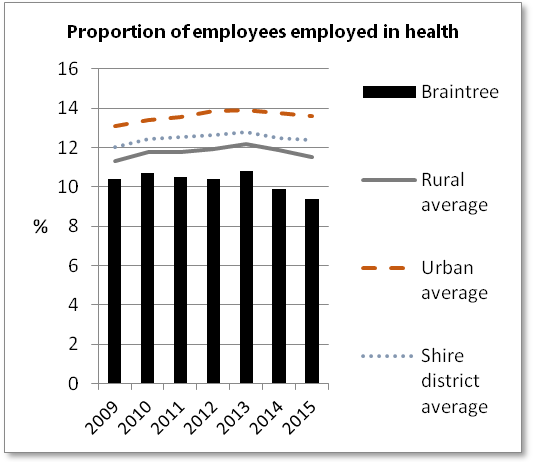 Proportion of employees employed in health
16
14
12
10
8
6
4
2
0
%
2009
2010
2011
2012
2013
2014
2015
Braintree
Rural
average
Urban
average
Shire
district
average